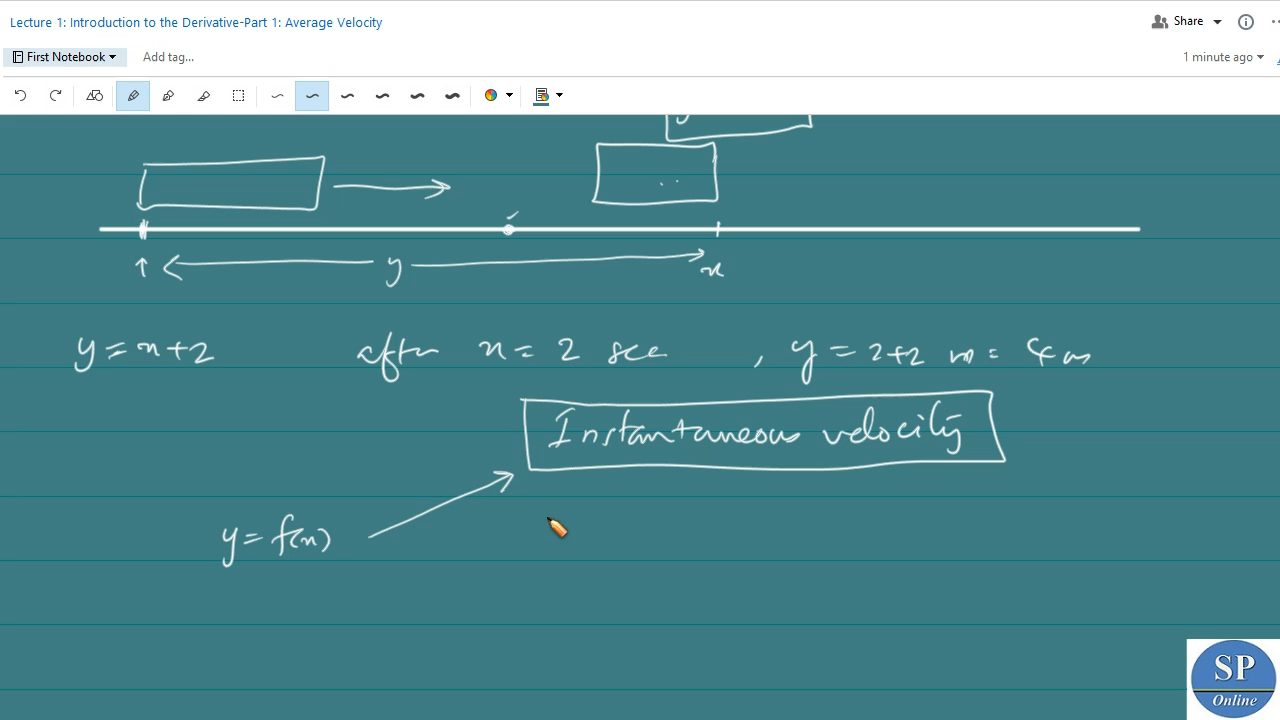 Lecture 1: Introduction to the Derivative-Part 1: Average Velocity
Share
First Notebook Add tag... 1 minute ago
y x
y = x+2 after x = 2 sec , y = 2+2 m = 4 m
Instantaneous velocity
y = f(x)
SP
Online